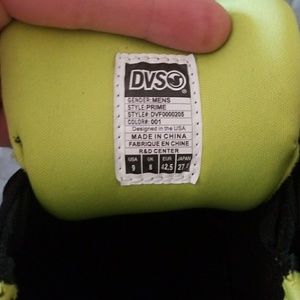 DVS
GENDER: MENS
STYLE: PRIME
STYLE#: DVF0000205
COLOR#: 001
Designed in the USA
MADE IN CHINA
FABRIQUE EN CHINE
R&D CENTER
USA UK EUR JAPAN
9 8 42.5